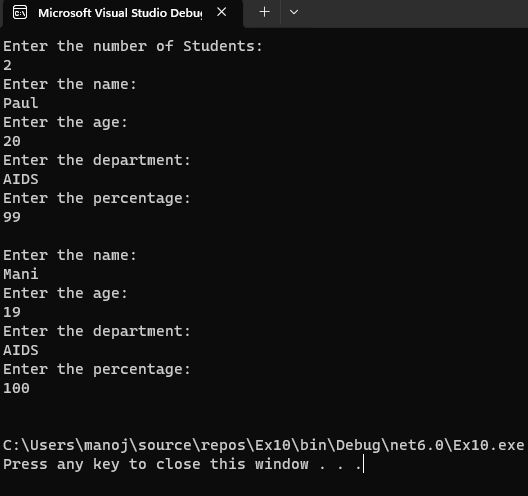 Microsoft Visual Studio Debug
Enter the number of Students:
2
Enter the name:
Paul
Enter the age:
20
Enter the department:
AIDS
Enter the percentage:
99
Enter the name:
Mani
Enter the age:
19
Enter the department:
AIDS
Enter the percentage:
100
C:\Users\manoj\source\repos\Ex10\bin\Debug\net6.0\Ex10.exe
Press any key to close this window . . .